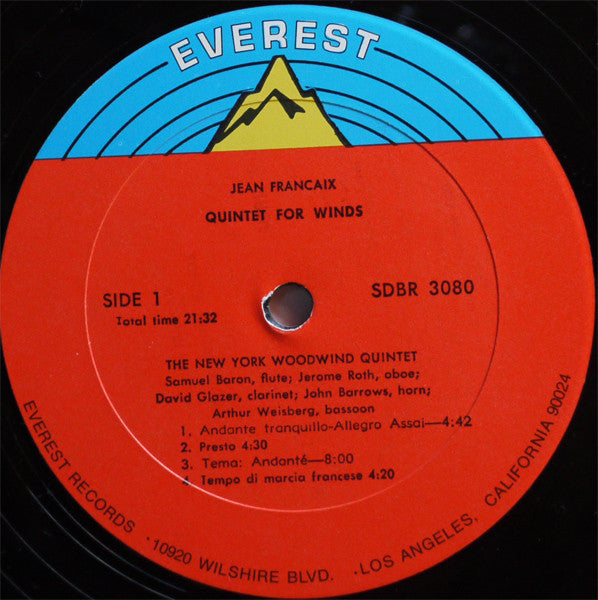 EVEREST
JEAN FRANCAIX
QUINTET FOR WINDS
SIDE 1
Total time 21:32
SDBR 3080
THE NEW YORK WOODWIND QUINTET
Samuel Baron, flute; Jerome Roth, oboe;
David Glazer, clarinet; John Barrows, horn;
Arthur Weisberg, bassoon
1. Andante tranquillo-Allegro Assai—4:42
2. Presto 4:30
3. Tema: Andanté—8:00
4 Tempo di marcia francese 4:20
EVEREST RECORDS · 10920 WILSHIRE BLVD. · LOS ANGELES, CALIFORNIA 90024